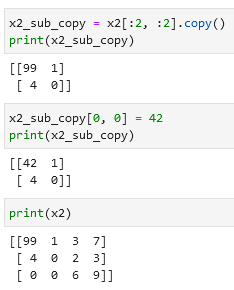 x2_sub_copy = x2[:2, :2].copy()
print(x2_sub_copy)
[[99  1]
 [ 4  0]]
x2_sub_copy[0, 0] = 42
print(x2_sub_copy)
[[42  1]
 [ 4  0]]
print(x2)
[[99  1  3  7]
 [ 4  0  2  3]
 [ 0  0  6  9]]